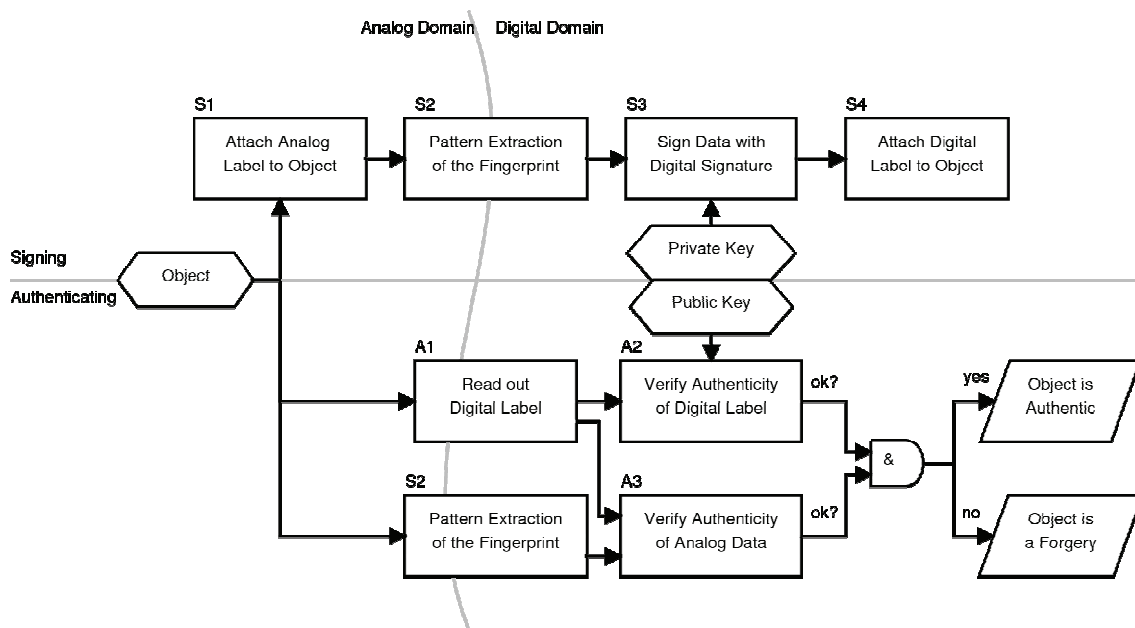 Analog Domain Digital Domain
S1
S2
S3
S4
Attach Analog
Label to Object
Pattern Extraction
of the Fingerprint
Sign Data with
Digital Signature
Attach Digital
Label to Object
Private Key
Signing
Object
Authenticating
Public Key
A1
A2
Read out
Digital Label
Verify Authenticity
of Digital Label
ok?
yes
Object is
Authentic
&
S2
A3
Pattern Extraction
of the Fingerprint
Verify Authenticity
of Analog Data
ok?
no
Object is
a Forgery